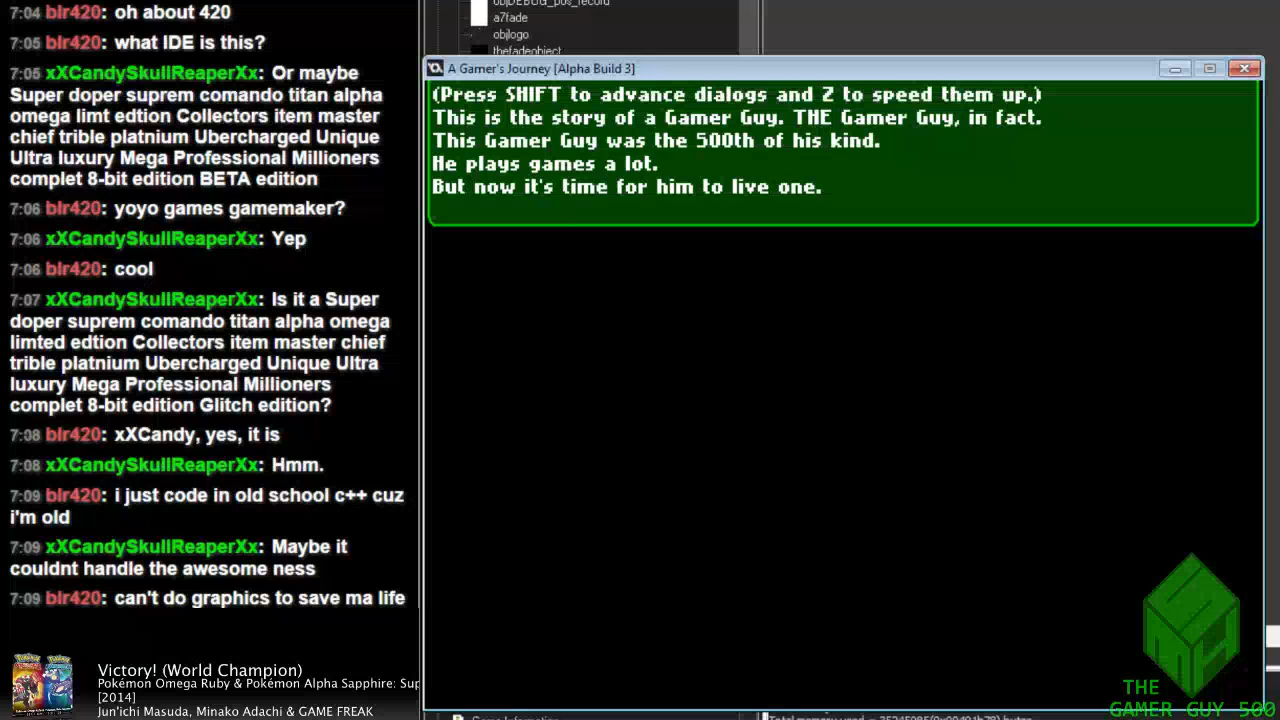 7:04 blr420: oh about 420
7:05 blr420: what IDE is this?
7:05 xXCandySkullReaperXx: Or maybe
Super doper suprem comando titan alpha
omega limt edtion Collectors item master
chief trible platnium Ubercharged Unique
Ultra luxury Mega Professional Millioners
complet 8-bit edition BETA edition
7:06 blr420: yoyo games gamemaker?
7:06 xXCandySkullReaperXx: Yep
7:06 blr420: cool
7:07 xXCandySkullReaperXx: Is it a Super
doper suprem comando titan alpha omega
limted edtion Collectors item master chief
trible platnium Ubercharged Unique Ultra
luxury Mega Professional Millioners
complet 8-bit edition Glitch edition?
7:08 blr420: xXCandy, yes, it is
7:08 xXCandySkullReaperXx: Hmm.
7:09 blr420: i just code in old school c++ cuz
i'm old
7:09 xXCandySkullReaperXx: Maybe it
couldnt handle the awesome ness
7:09 blr420: can't do graphics to save ma life
Victory! (World Champion)
Pokémon Omega Ruby & Pokémon Alpha Sapphire: Sup
[2014]
Jun'ichi Masuda, Minako Adachi & GAME FREAK
objDEBUG_pos_record
a7fade
objlogo
thefadeobject
A Gamer's Journey [Alpha Build 3]
(Press SHIFT to advance dialogs and Z to speed them up.)
This is the story of a Gamer Guy. THE Gamer Guy, in fact.
This Gamer Guy was the 500th of his kind.
He plays games a lot.
But now it's time for him to live one.
THE
GAMER GUY 500
Game Information